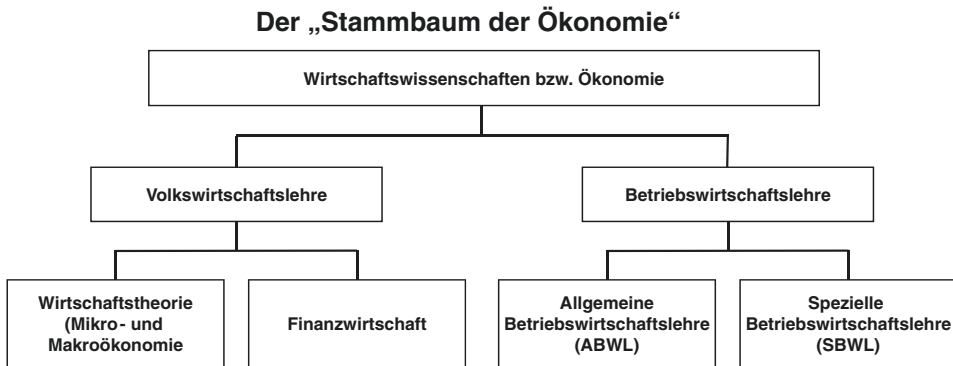 Der „Stammbaum der Ökonomie“
Wirtschaftswissenschaften bzw. Ökonomie
Volkswirtschaftslehre
Betriebswirtschaftslehre
Wirtschaftstheorie
(Mikro- und
Makroökonomie
Finanzwirtschaft
Allgemeine
Betriebswirtschaftslehre
(ABWL)
Spezielle
Betriebswirtschaftslehre
(SBWL)